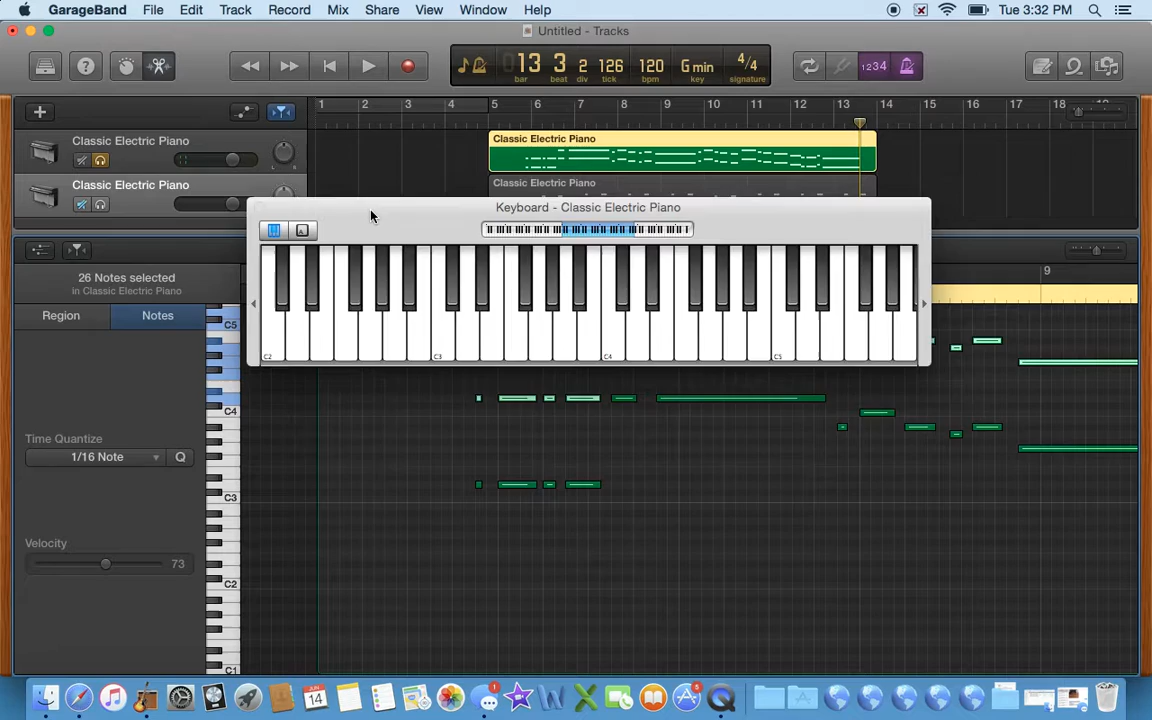 GarageBand File Edit Track Record Mix Share View Window Help Tue 3:32 PM
Untitled - Tracks
13 3 2 126 120 G min 4/4
bar beat div tick bpm key signature
1234
1 2 3 4 5 6 7 8 9 10 11 12 13 14 15 16 17 18
Classic Electric Piano
Classic Electric Piano
L R
Classic Electric Piano
Classic Electric Piano
Keyboard - Classic Electric Piano
C2 C3 C4 C5
26 Notes selected
in Classic Electric Piano
9
Region Notes
C5
C4
Time Quantize
1/16 Note Q
C3
Velocity
73
C2
C1